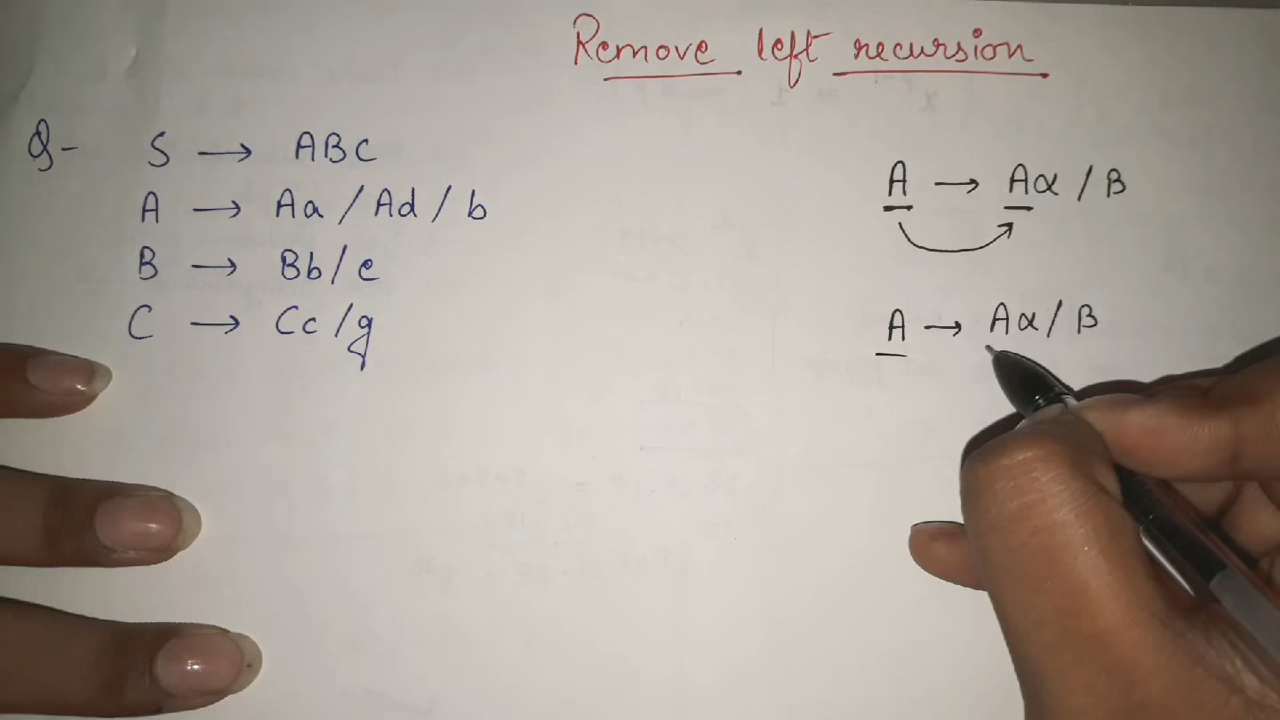 Remove left recursion
Q- S → ABC
A → Aa / Ad / b
B → Bb / e
C → Cc / g
A → Aα / B
A → Aα / B